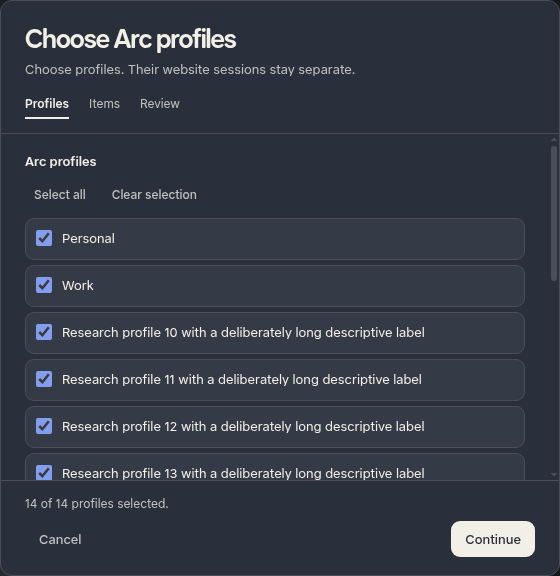 Choose Arc profiles
Choose profiles. Their website sessions stay separate.
Profiles Items Review
Arc profiles
Select all Clear selection
Personal
Work
Research profile 10 with a deliberately long descriptive label
Research profile 11 with a deliberately long descriptive label
Research profile 12 with a deliberately long descriptive label
Research profile 13 with a deliberately long descriptive label
14 of 14 profiles selected.
Cancel Continue